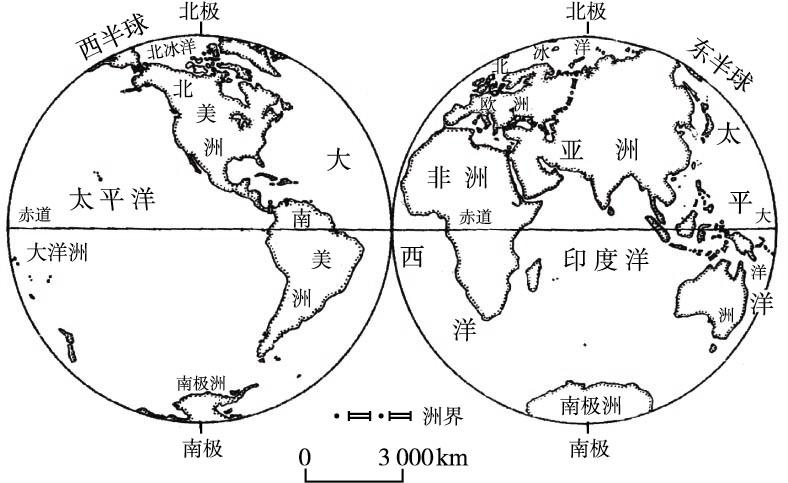 北极
西半球
北冰洋
北
美
洲
大
太平洋
赤道
大洋洲
南
美
洲
南极洲
南极
北极
东半球
北
冰
洋
欧
洲
亚
洲
太
非
洲
平
大
赤道
西
印度洋
洋
洋
洲
洋
南极洲
南极
洲界
0
3 000km